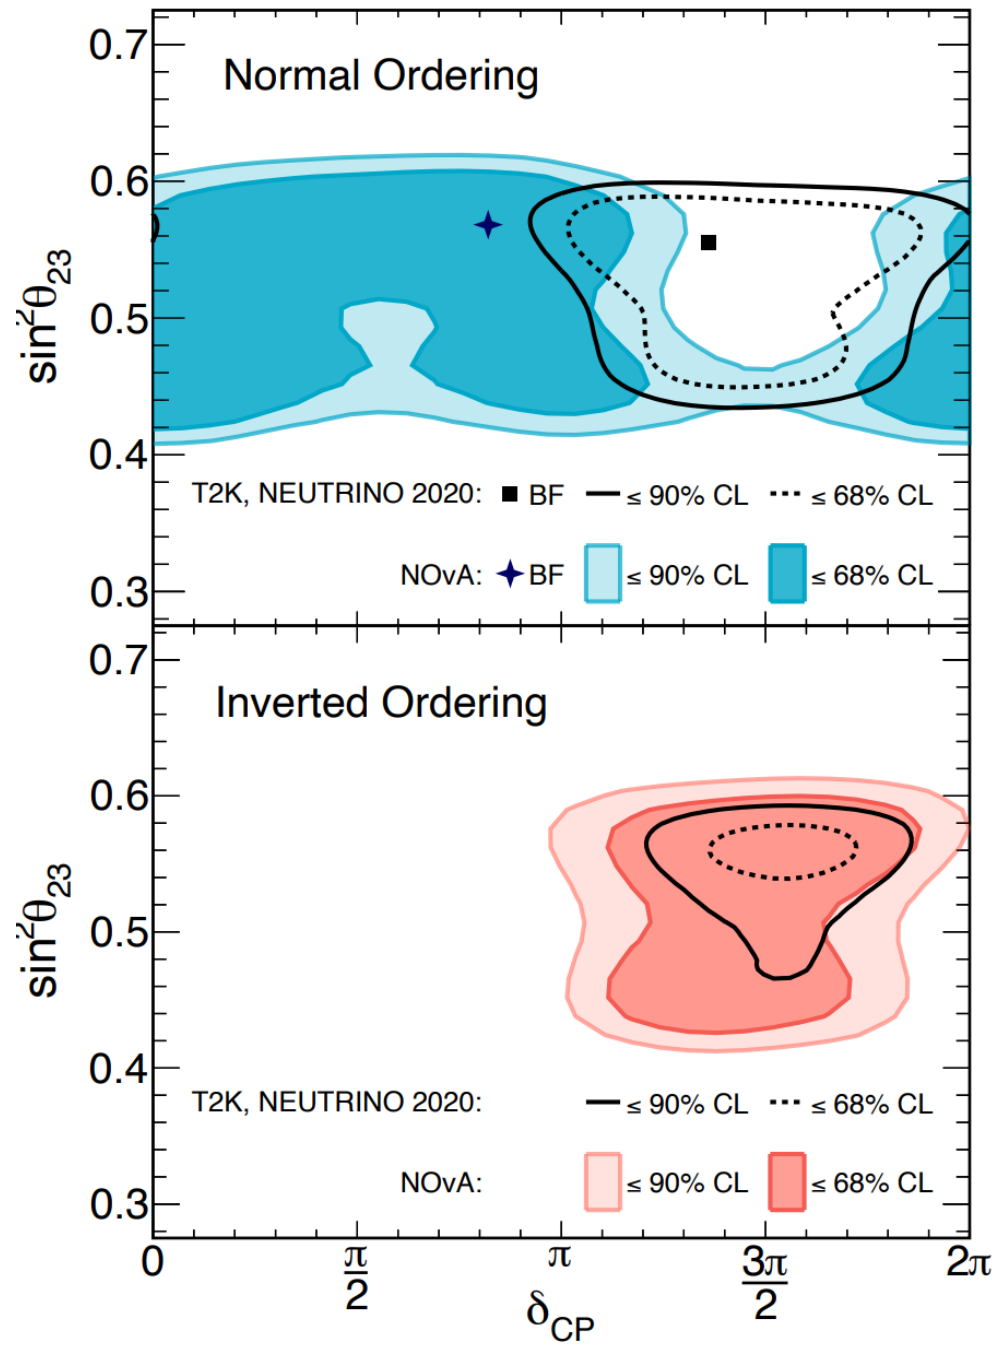 0.7
Normal Ordering
0.6
0.5
sin²θ₂₃
0.4
T2K, NEUTRINO 2020: BF ≤ 90% CL ≤ 68% CL
NOvA: BF ≤ 90% CL ≤ 68% CL
0.3
0.7
Inverted Ordering
0.6
0.5
sin²θ₂₃
0.4
T2K, NEUTRINO 2020: ≤ 90% CL ≤ 68% CL
NOvA: ≤ 90% CL ≤ 68% CL
0.3
0 π/2 π 3π/2 2π
δCP